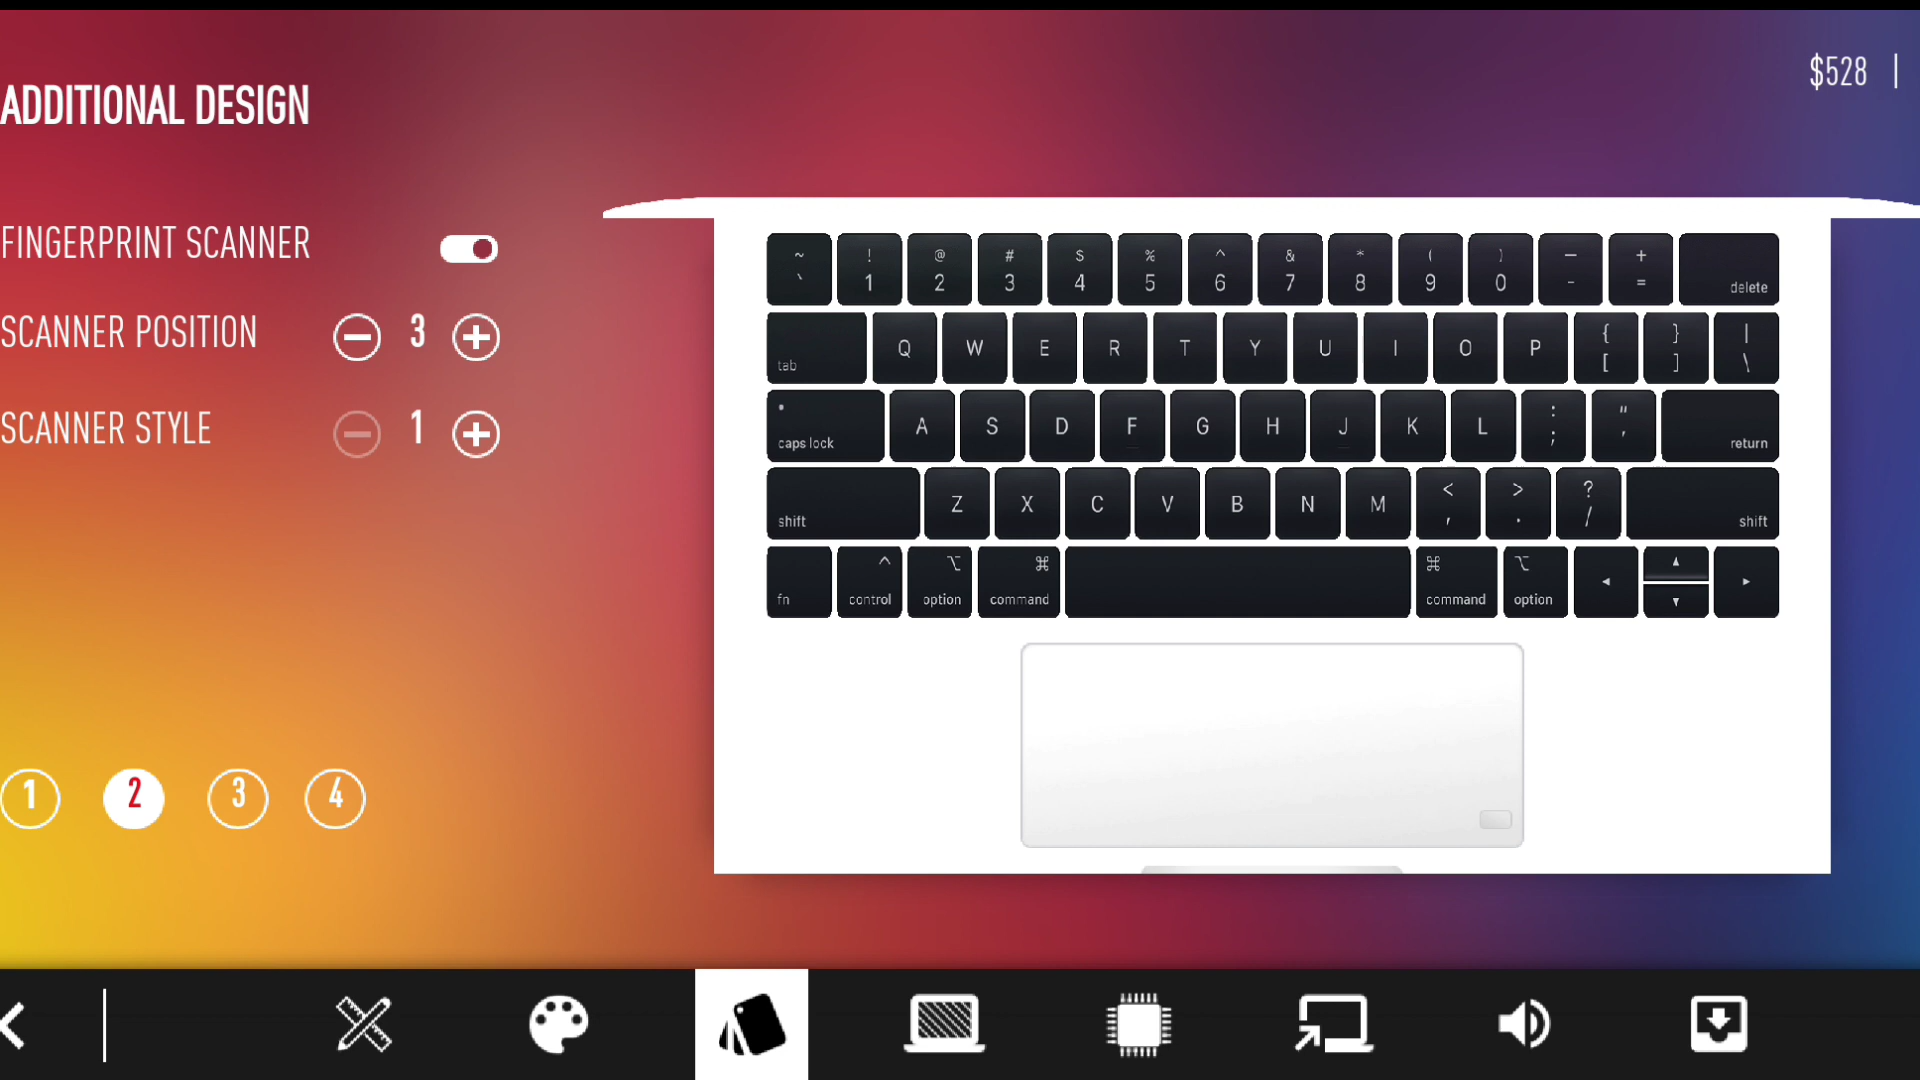 $528 |
ADDITIONAL DESIGN
FINGERPRINT SCANNER
SCANNER POSITION 3
SCANNER STYLE 1
1 2 3 4
~ ! @ # $ % ^ & * ( ) — +
` 1 2 3 4 5 6 7 8 9 0 - = delete
tab Q W E R T Y U I O P { [ } ] | \
caps lock A S D F G H J K L : ; " ' return
shift Z X C V B N M < , > . ? / shift
fn ^ control ⌥ option ⌘ command ⌘ command ⌥ option ◂ ▴ ▾ ▸